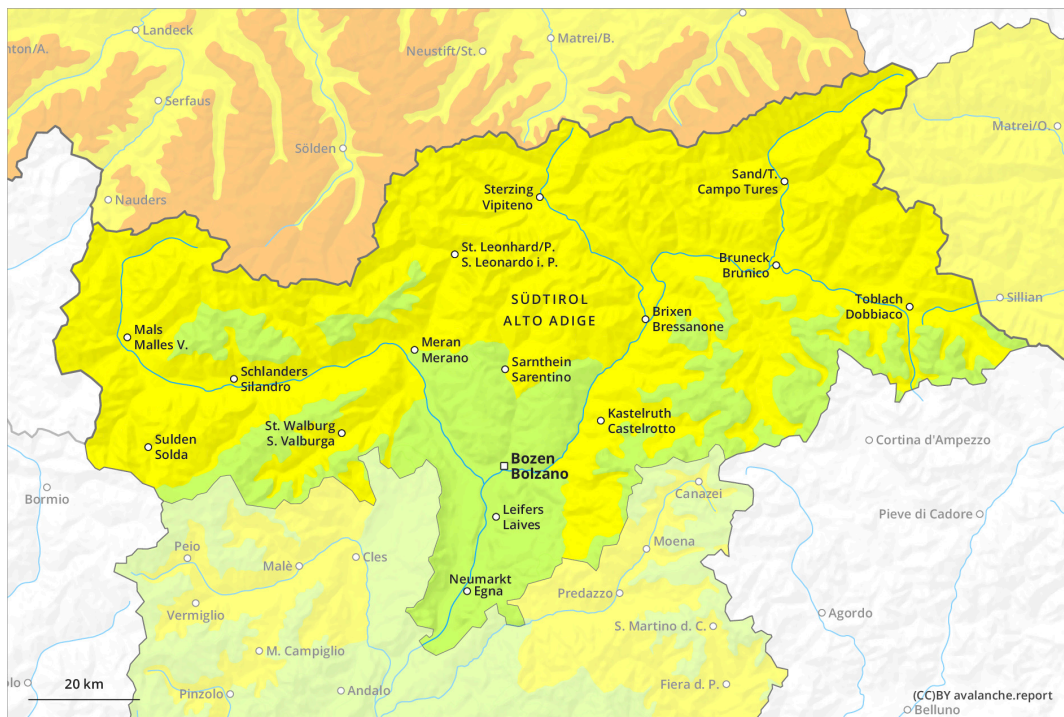 Landeck
nton/A.
Matrei/B.
Neustift/St.
Serfaus
Matrei/O.
Sölden
Sand/T.
Campo Tures
Sterzing
Vipiteno
Nauders
St. Leonhard/P.
S. Leonardo i. P.
Bruneck
Brunico
SÜDTIROL
ALTO ADIGE
Toblach
Dobbiaco
Sillian
Brixen
Bressanone
Mals
Malles V.
Meran
Merano
Sarnthein
Sarentino
Schlanders
Silandro
Kastelruth
Castelrotto
St. Walburg
S. Valburga
Sulden
Solda
Cortina d'Ampezzo
Bozen
Bolzano
Bormio
Canazei
Leifers
Laives
Pieve di Cadore
Peio
Moena
Cles
Malè
Neumarkt
Egna
Predazzo
Vermiglio
Agordo
S. Martino d. C.
M. Campiglio
20 km
olo
Pinzolo
Andalo
Fiera d. P.
(CC)BY avalanche.report
Belluno